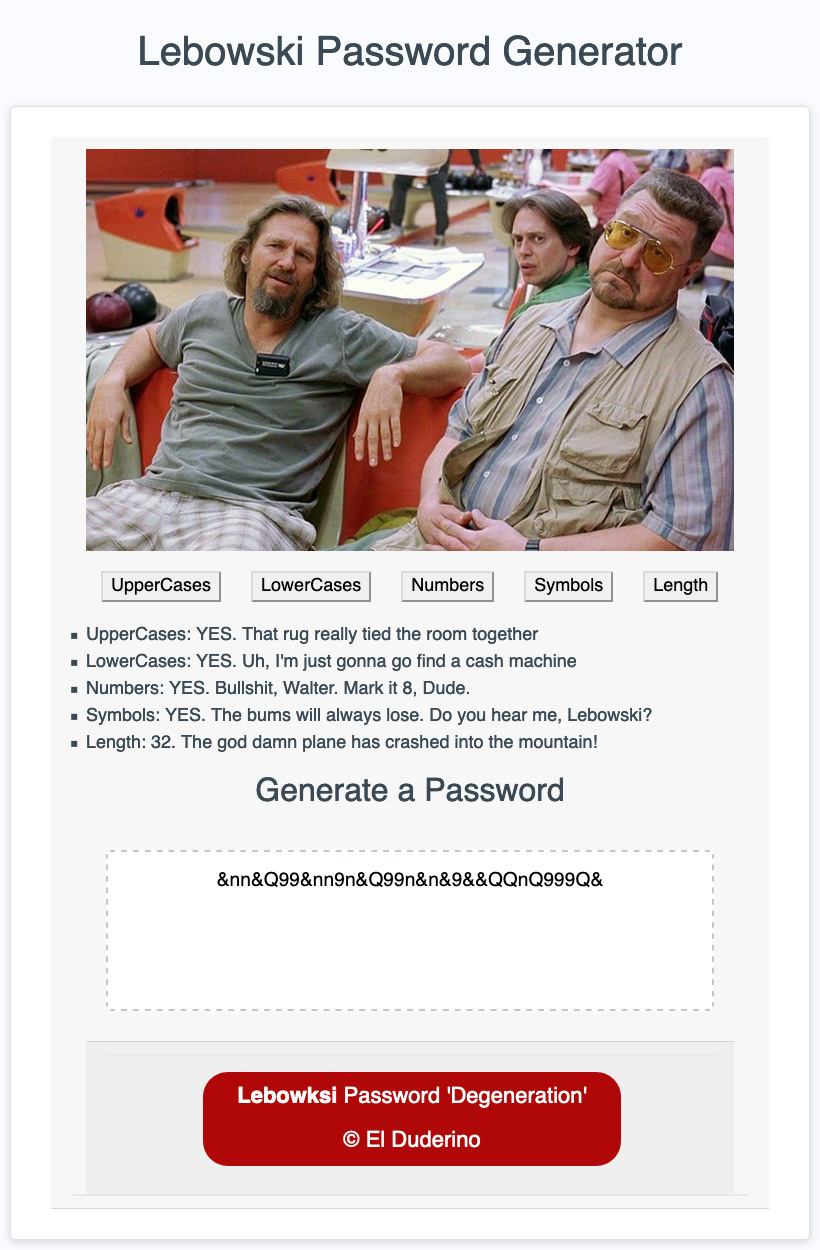 Lebowski Password Generator
UpperCases LowerCases Numbers Symbols Length
UpperCases: YES. That rug really tied the room together
LowerCases: YES. Uh, I'm just gonna go find a cash machine
Numbers: YES. Bullshit, Walter. Mark it 8, Dude.
Symbols: YES. The bums will always lose. Do you hear me, Lebowski?
Length: 32. The god damn plane has crashed into the mountain!
Generate a Password
&nn&Q99&nn9n&Q99n&n&9&&QQnQ999Q&
Lebowksi Password 'Degeneration'
© El Duderino